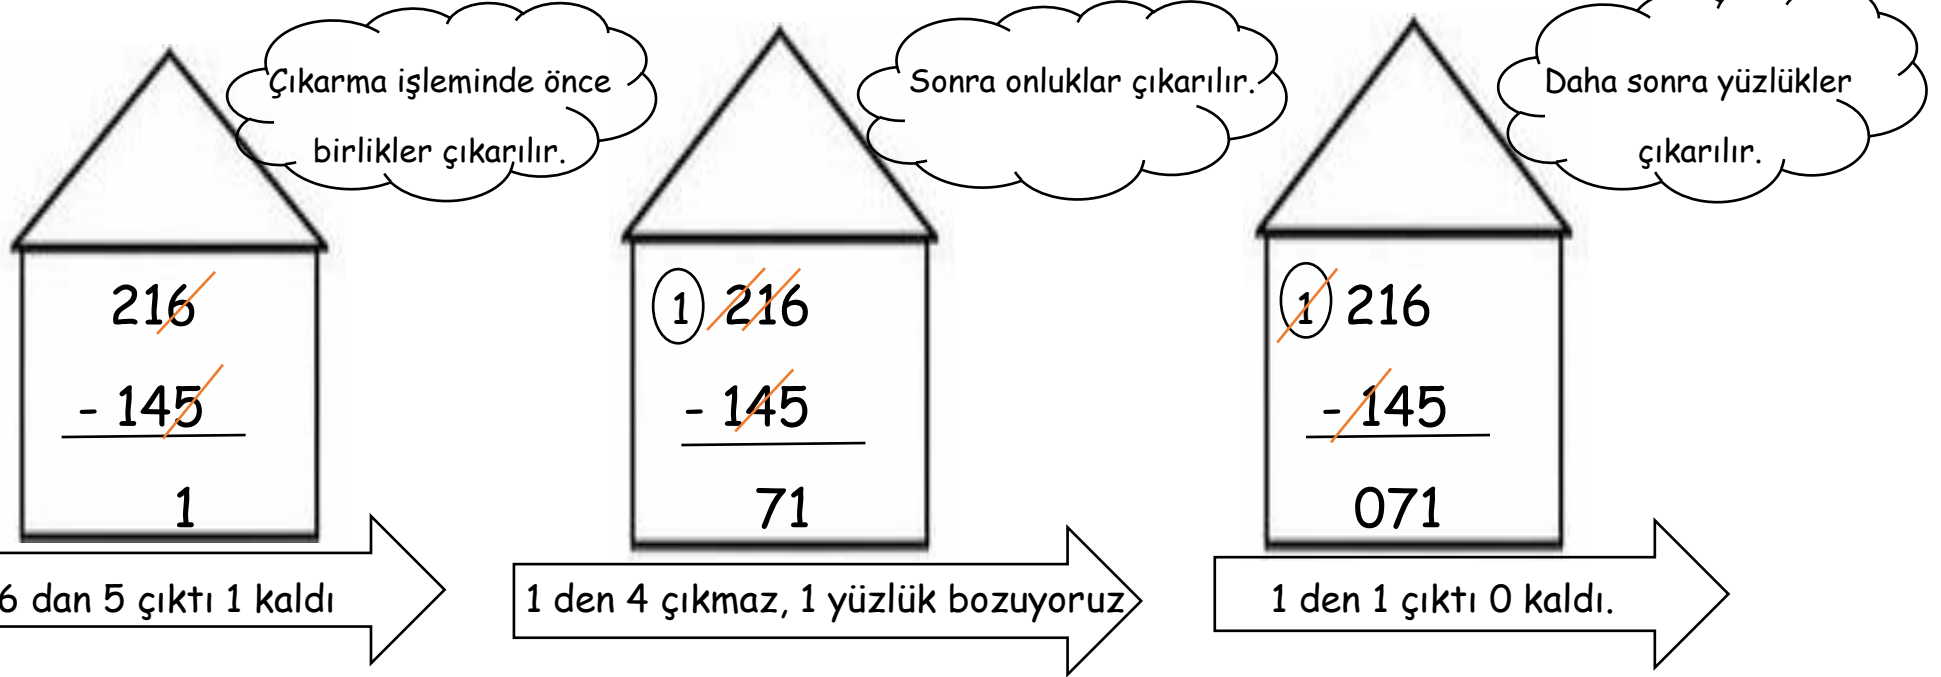 Çıkarma işleminde önce
birlikler çıkarılır.
216
- 145
1
6 dan 5 çıktı 1 kaldı
Sonra onluklar çıkarılır.
1 216
- 145
71
1 den 4 çıkmaz, 1 yüzlük bozuyoruz
Daha sonra yüzlükler
çıkarılır.
1 216
- 145
071
1 den 1 çıktı 0 kaldı.